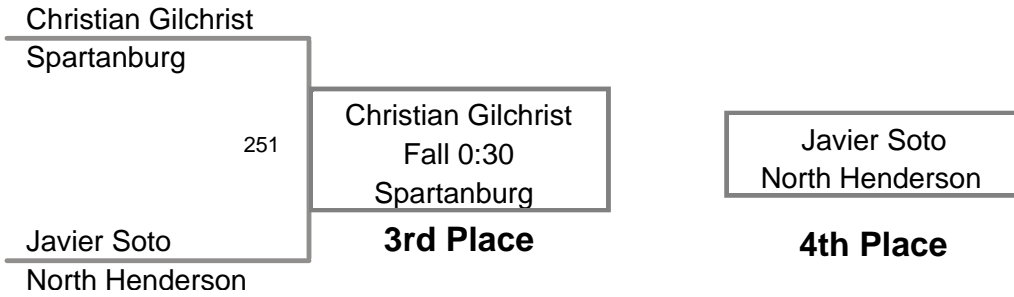 Christian Gilchrist
Spartanburg
251
Christian Gilchrist
Fall 0:30
Spartanburg
3rd Place
Javier Soto
North Henderson
4th Place
Javier Soto
North Henderson